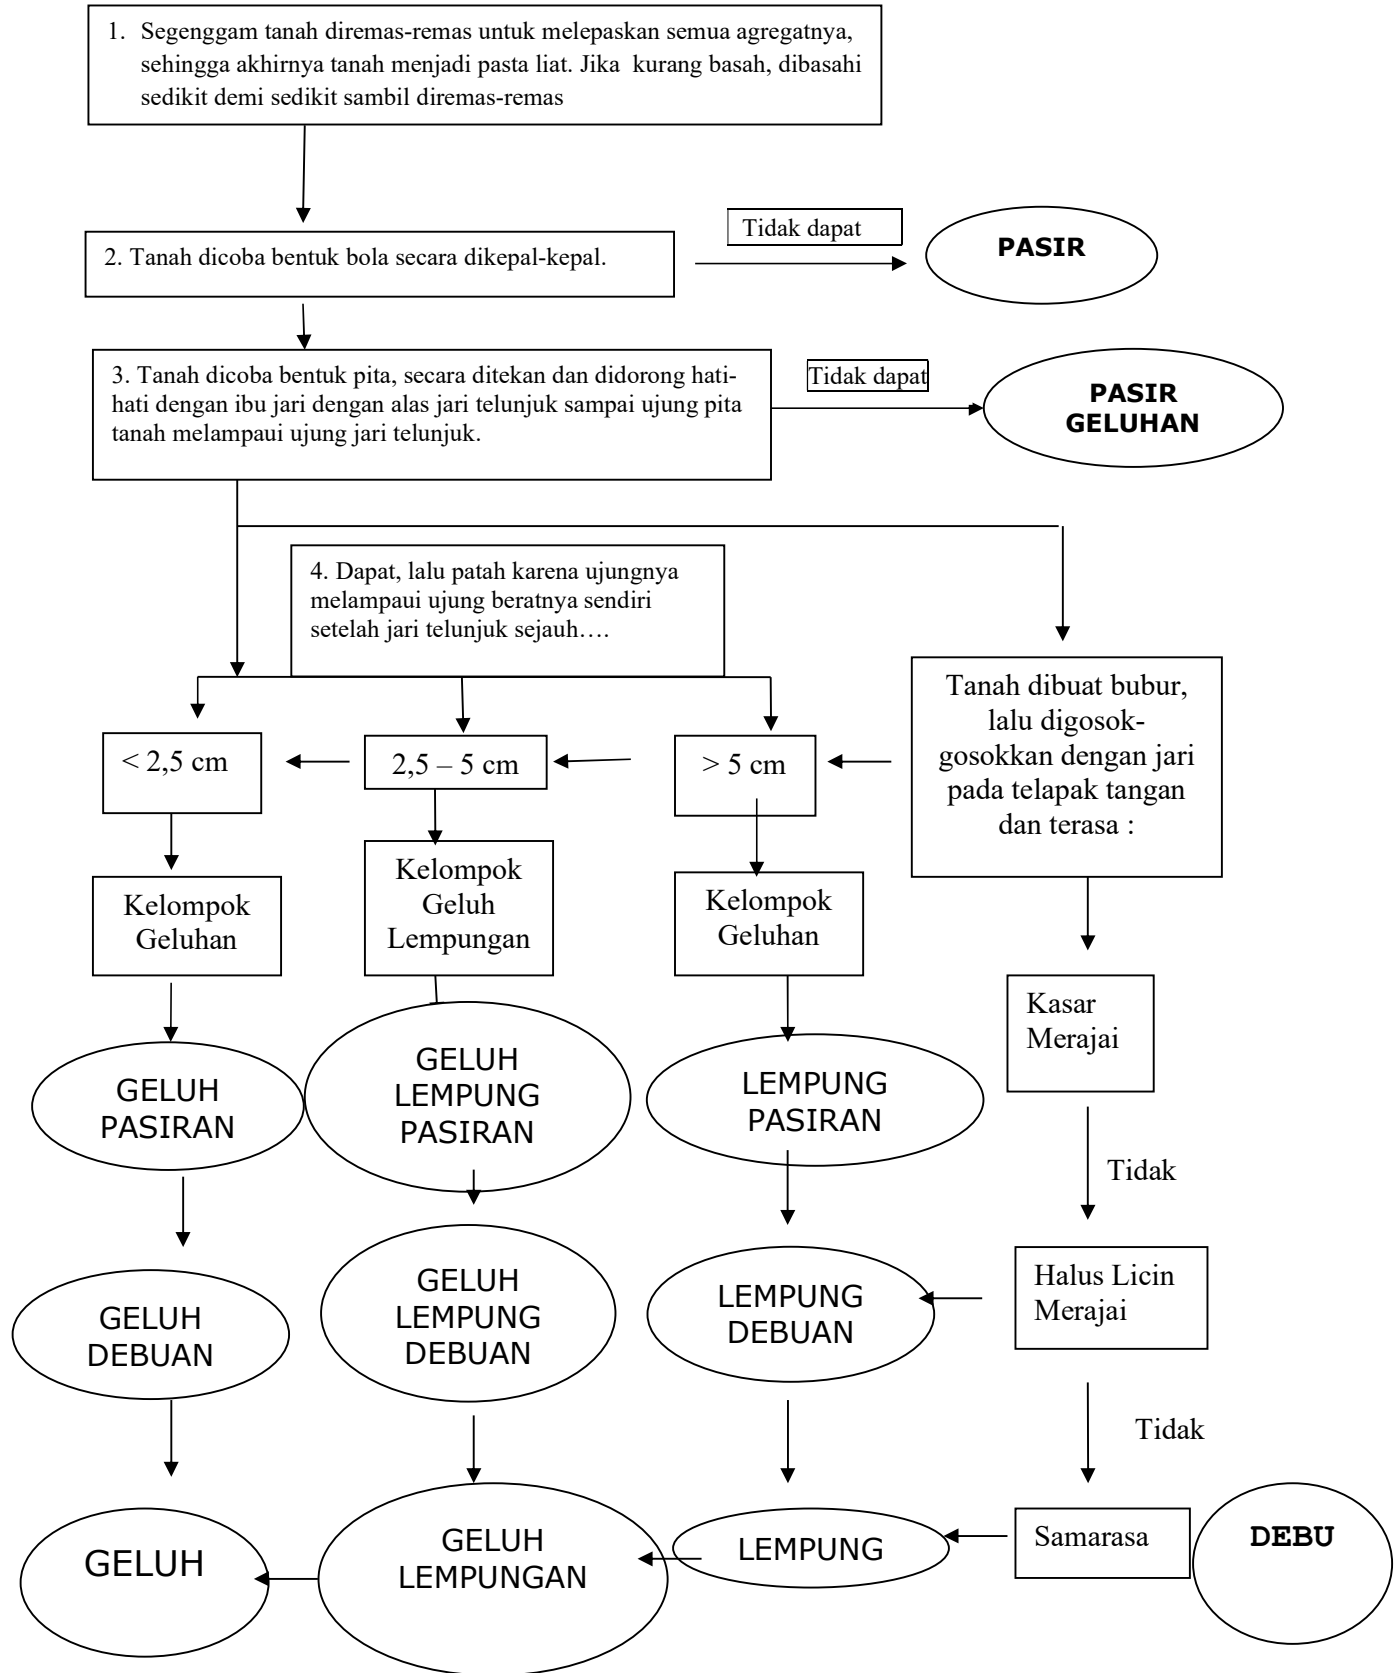 1. Segenggam tanah diremas-remas untuk melepaskan semua agregatnya,
sehingga akhirnya tanah menjadi pasta liat. Jika kurang basah, dibasahi
sedikit demi sedikit sambil diremas-remas
2. Tanah dicoba bentuk bola secara dikepal-kepal.
Tidak dapat
PASIR
3. Tanah dicoba bentuk pita, secara ditekan dan didorong hati-
hati dengan ibu jari dengan alas jari telunjuk sampai ujung pita
tanah melampaui ujung jari telunjuk.
Tidak dapat
PASIR
GELUHAN
4. Dapat, lalu patah karena ujungnya
melampaui ujung beratnya sendiri
setelah jari telunjuk sejauh….
Tanah dibuat bubur,
lalu digosok-
gosokkan dengan jari
pada telapak tangan
dan terasa :
< 2,5 cm
2,5 – 5 cm
> 5 cm
Kelompok
Geluhan
Kelompok
Geluh
Lempungan
Kelompok
Geluhan
Kasar
Merajai
GELUH
PASIRAN
GELUH
LEMPUNG
PASIRAN
LEMPUNG
PASIRAN
Tidak
GELUH
DEBUAN
GELUH
LEMPUNG
DEBUAN
LEMPUNG
DEBUAN
Halus Licin
Merajai
Tidak
GELUH
GELUH
LEMPUNGAN
LEMPUNG
Samarasa
DEBU